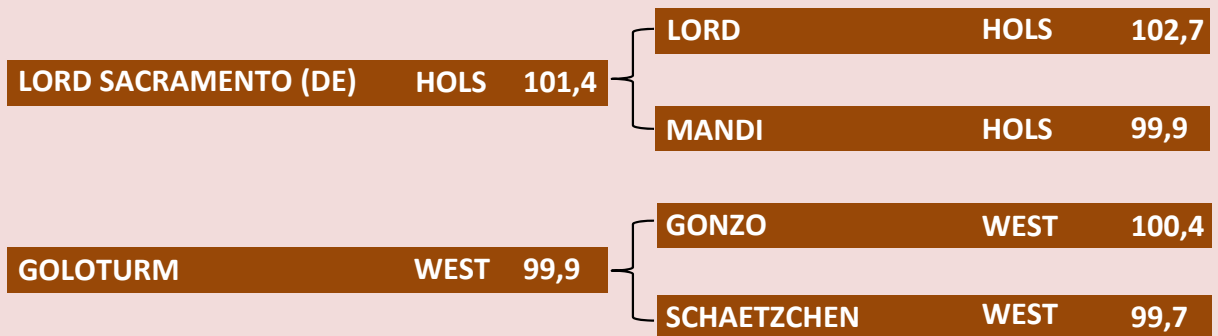 LORD HOLS 102,7
LORD SACRAMENTO (DE) HOLS 101,4
MANDI HOLS 99,9
GONZO WEST 100,4
GOLOTURM WEST 99,9
SCHAETZCHEN WEST 99,7